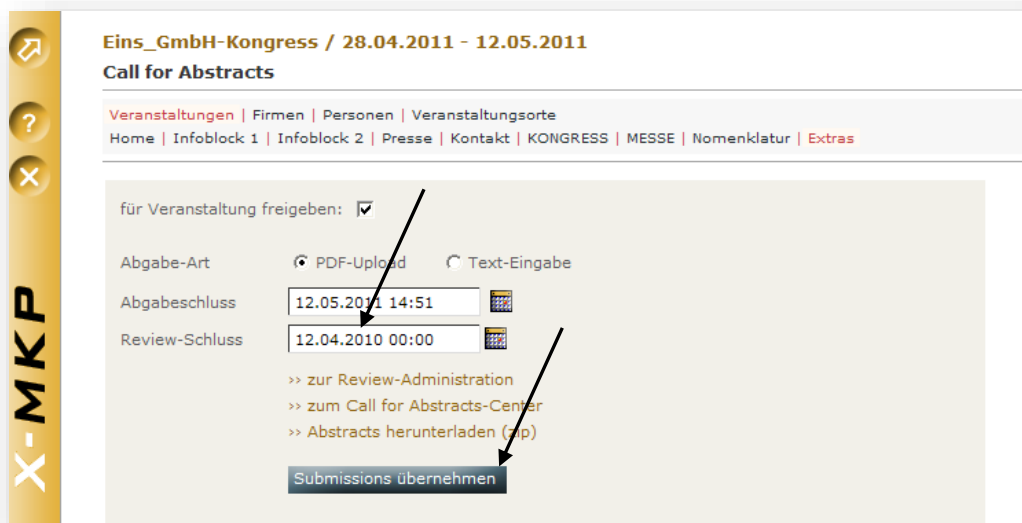 Eins_GmbH-Kongress / 28.04.2011 - 12.05.2011
Call for Abstracts
Veranstaltungen | Firmen | Personen | Veranstaltungsorte
Home | Infoblock 1 | Infoblock 2 | Presse | Kontakt | KONGRESS | MESSE | Nomenklatur | Extras
?
X-MKP
für Veranstaltung freigeben:
Abgabe-Art PDF-Upload Text-Eingabe
Abgabeschluss 12.05.2011 14:51
Review-Schluss 12.04.2010 00:00
>> zur Review-Administration
>> zum Call for Abstracts-Center
>> Abstracts herunterladen (zip)
Submissions übernehmen